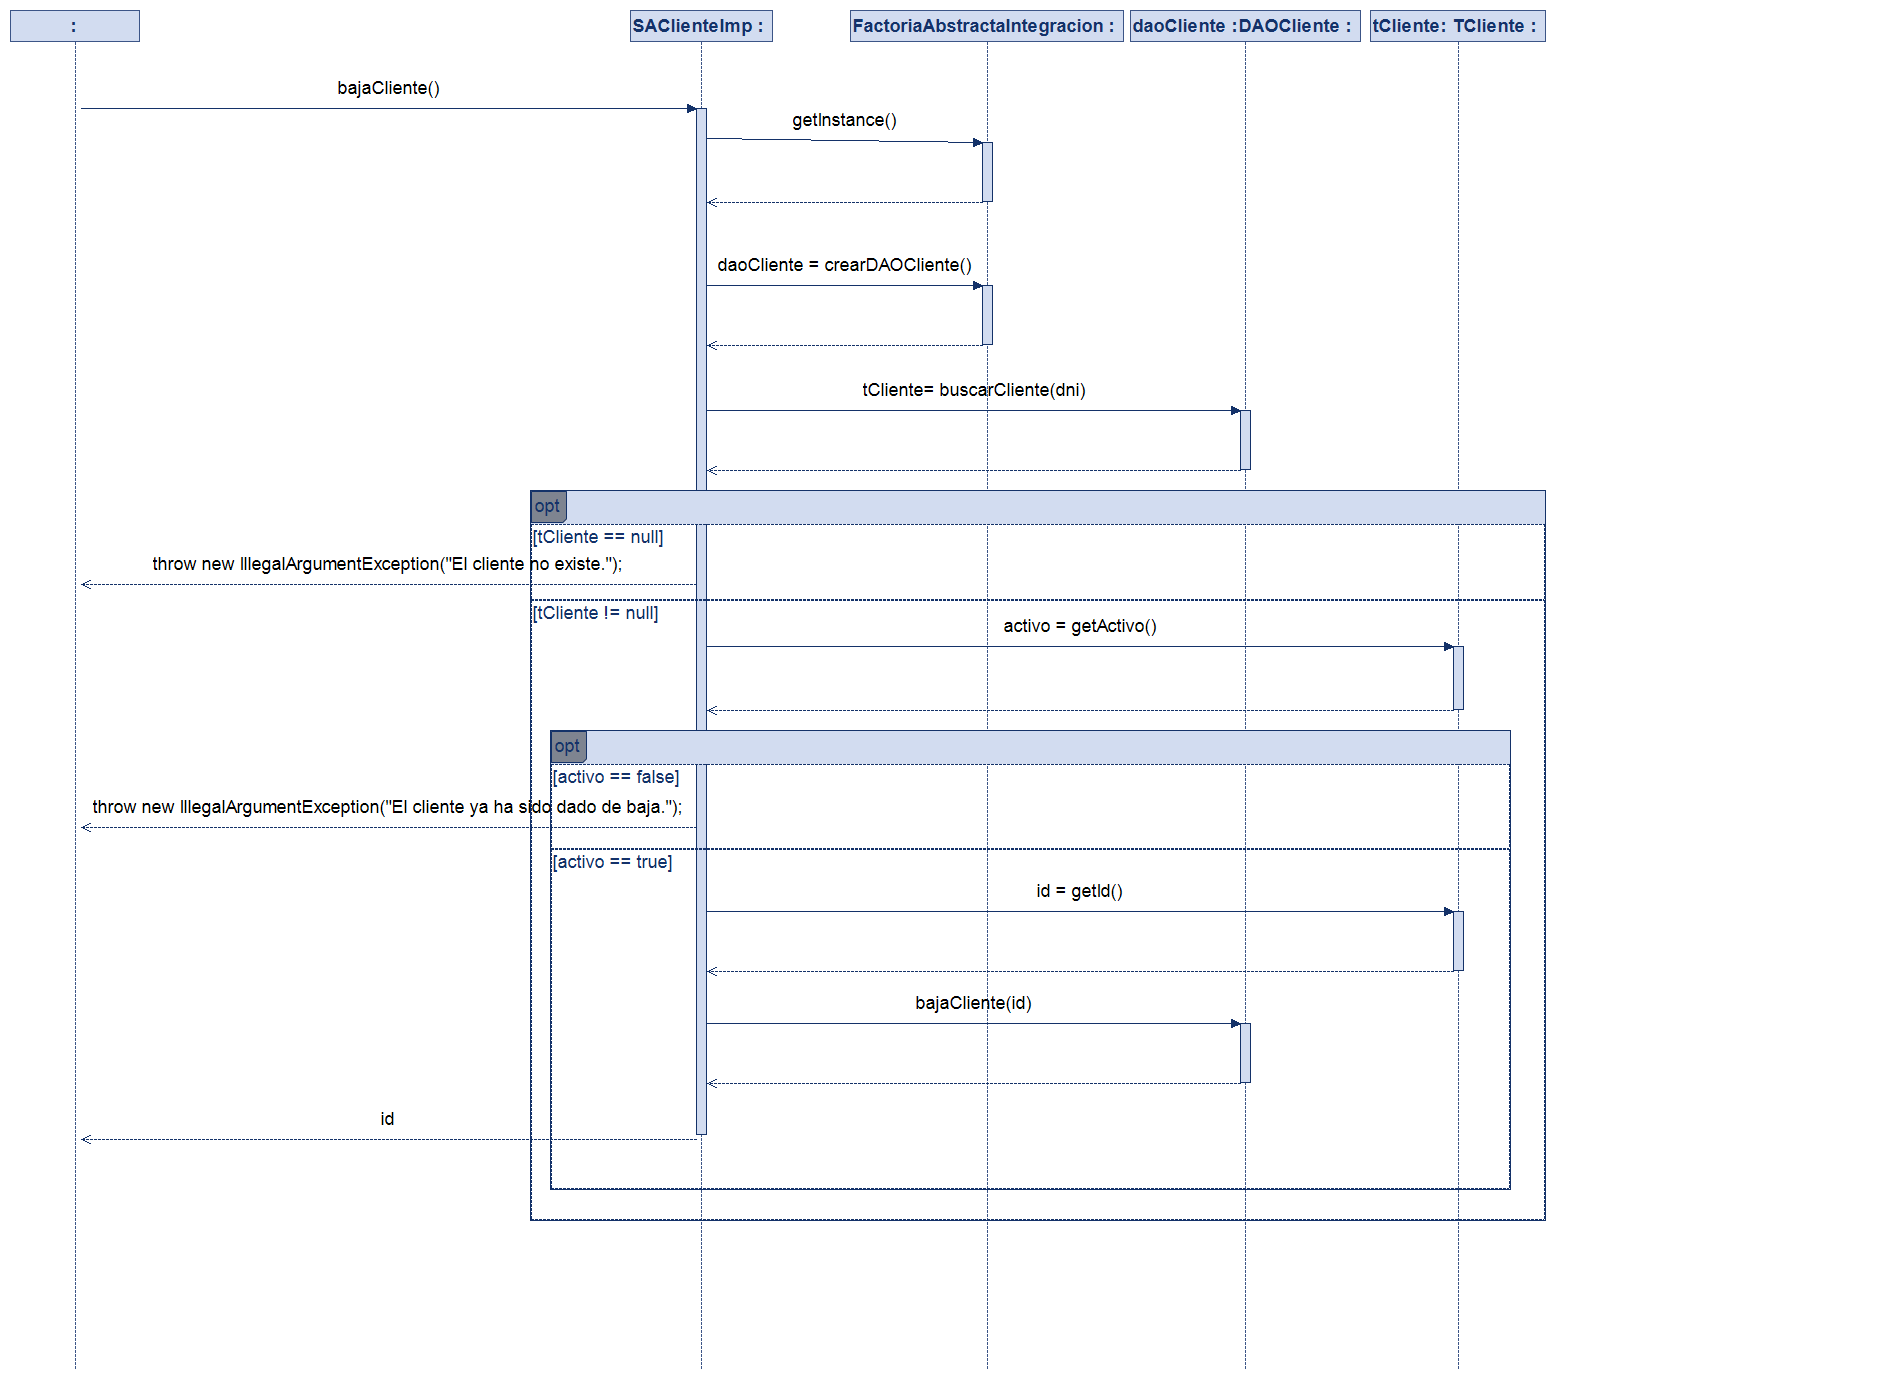 :
SAClienteImp :
FactoriaAbstractaIntegracion :
daoCliente :DAOCliente :
tCliente: TCliente :
bajaCliente()
getInstance()
daoCliente = crearDAOCliente()
tCliente= buscarCliente(dni)
opt
[tCliente == null]
throw new IllegalArgumentException("El cliente no existe.");
[tCliente != null]
activo = getActivo()
opt
[activo == false]
throw new IllegalArgumentException("El cliente ya ha sido dado de baja.");
[activo == true]
id = getId()
bajaCliente(id)
id